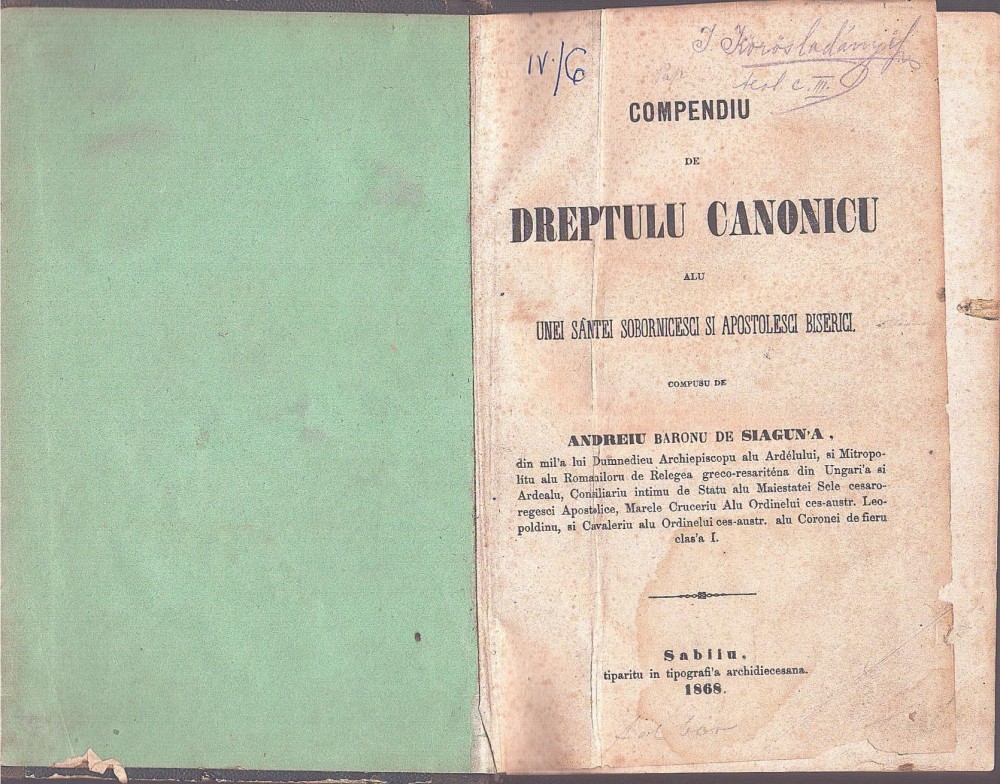 IV./6
J. Körösladányi
c. III.
COMPENDIU
DE
DREPTULU CANONICU
ALU
UNEI SÂNTEI SOBORNICESCI SI APOSTOLESCI BISERICI.
COMPUSU DE
ANDREIU BARONU DE SIAGUN'A,
din mil'a lui Dumnedieu Archiepiscopu alu Ardélului, si Mitropo-
litu alu Romaniloru de Relegea greco-resariténa din Ungari'a si
Ardealu, Consiliariu intimu de Statu alu Maiestatei Sele cesaro-
regesci Apostolice, Marele Cruceriu Alu Ordinelui ces-austr. Leo-
poldinu, si Cavaleriu alu Ordinelui ces-austr. alu Coronei de fieru
clas'a I.
Sabiiu,
tiparitu in tipografi'a archidiecesana.
1868.